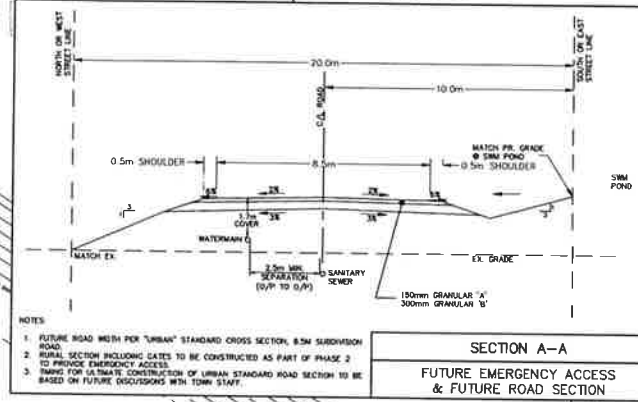 NORTH OR WEST
STREET LINE
SOUTH OR EAST
STREET LINE
20.0m
10.0m
C/L ROAD
MATCH PR. GRADE
@ SWM POND
0.5m SHOULDER
8.5m
0.5m SHOULDER
SWM
POND
2%
2%
3
1
1.7m
COVER
3%
3%
WATERMAIN
MATCH EX.
EX. GRADE
2.5m MIN.
SEPARATION
(O/P TO O/P)
SANITARY
SEWER
150mm GRANULAR "A"
300mm GRANULAR "B"
NOTES
1. FUTURE ROAD WIDTH PER "URBAN" STANDARD CROSS SECTION, 8.5M SUBDIVISION
ROAD.
2. RURAL SECTION INCLUDING GATES TO BE CONSTRUCTED AS PART OF PHASE 2
TO PROVIDE EMERGENCY ACCESS.
3. TIMING FOR ULTIMATE CONSTRUCTION OF URBAN STANDARD ROAD SECTION TO BE
BASED ON FUTURE DISCUSSIONS WITH TOWN STAFF.
SECTION A-A
FUTURE EMERGENCY ACCESS
& FUTURE ROAD SECTION